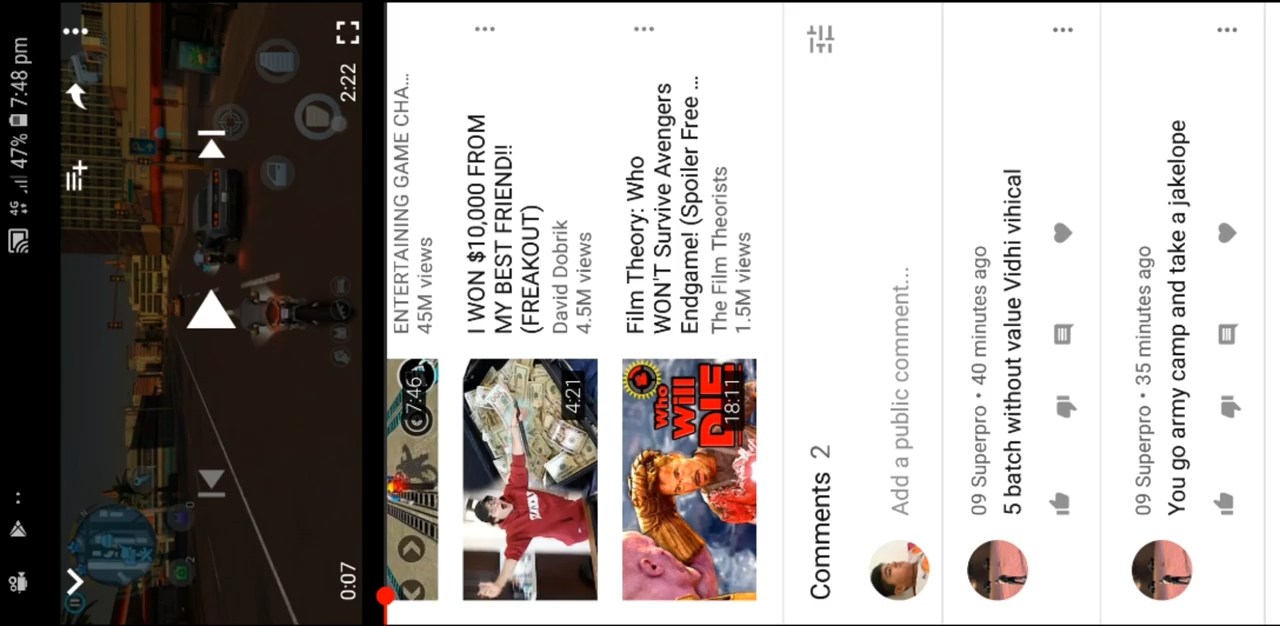 4G 47% 7:48 pm
0:07
2:22
7:46
ENTERTAINING GAME CHA...
45M views
4:21
I WON $10,000 FROM
MY BEST FRIEND!!
(FREAKOUT)
David Dobrik
4.5M views
Who
Will
DIE
18:11
Film Theory: Who
WON'T Survive Avengers
Endgame! (Spoiler Free ...
The Film Theorists
1.5M views
Comments 2
Add a public comment...
09 Superpro • 40 minutes ago
5 batch without value Vidhi vihical
09 Superpro • 35 minutes ago
You go army camp and take a jakelope